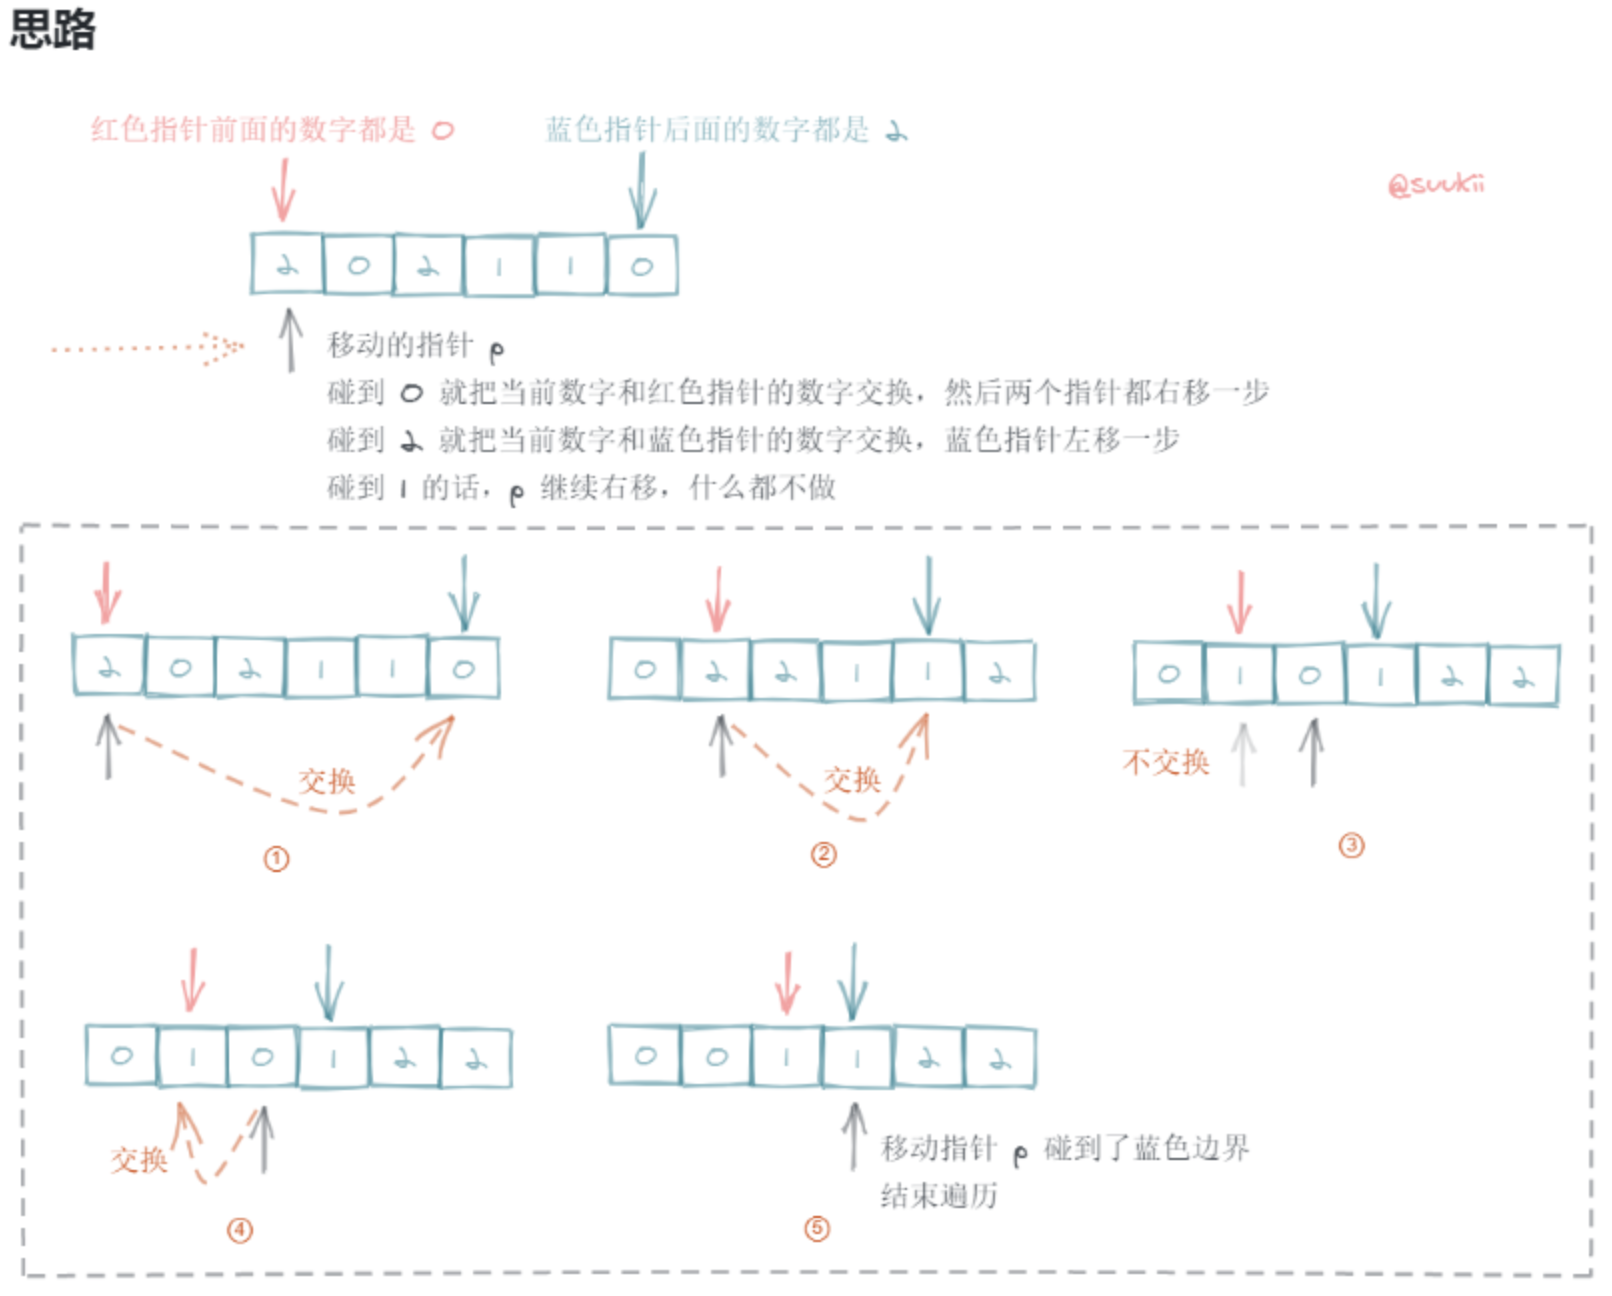 思路
红色指针前面的数字都是 0
蓝色指针后面的数字都是 2
@suukii
2 0 2 1 1 0
移动的指针 p
碰到 0 就把当前数字和红色指针的数字交换，然后两个指针都右移一步
碰到 2 就把当前数字和蓝色指针的数字交换，蓝色指针左移一步
碰到 1 的话，p 继续右移，什么都不做
2 0 2 1 1 0
交换
①
0 2 2 1 1 2
交换
②
0 1 0 1 2 2
不交换
③
0 1 0 1 2 2
交换
④
0 0 1 1 2 2
移动指针 p 碰到了蓝色边界
结束遍历
⑤